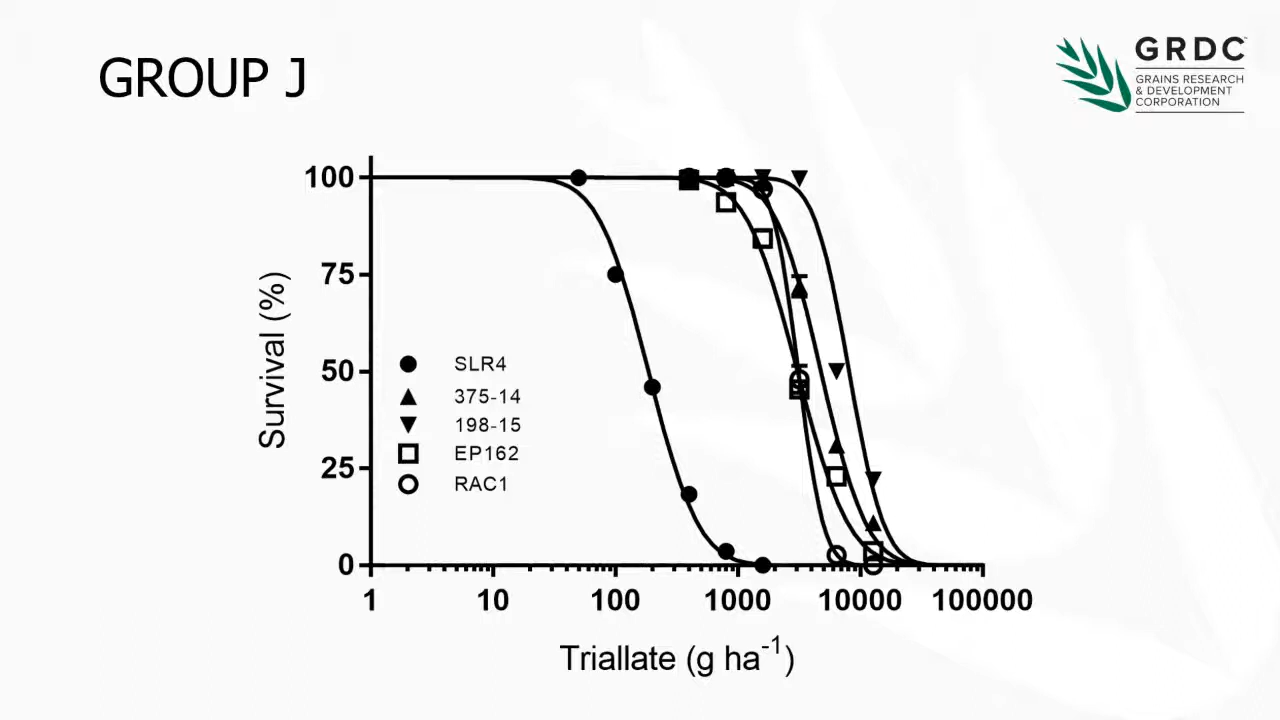 GROUP J
GRDC™
GRAINS RESEARCH
& DEVELOPMENT
CORPORATION
100
75
50
25
0
Survival (%)
SLR4
375-14
198-15
EP162
RAC1
1 10 100 1000 10000 100000
Triallate (g ha⁻¹)